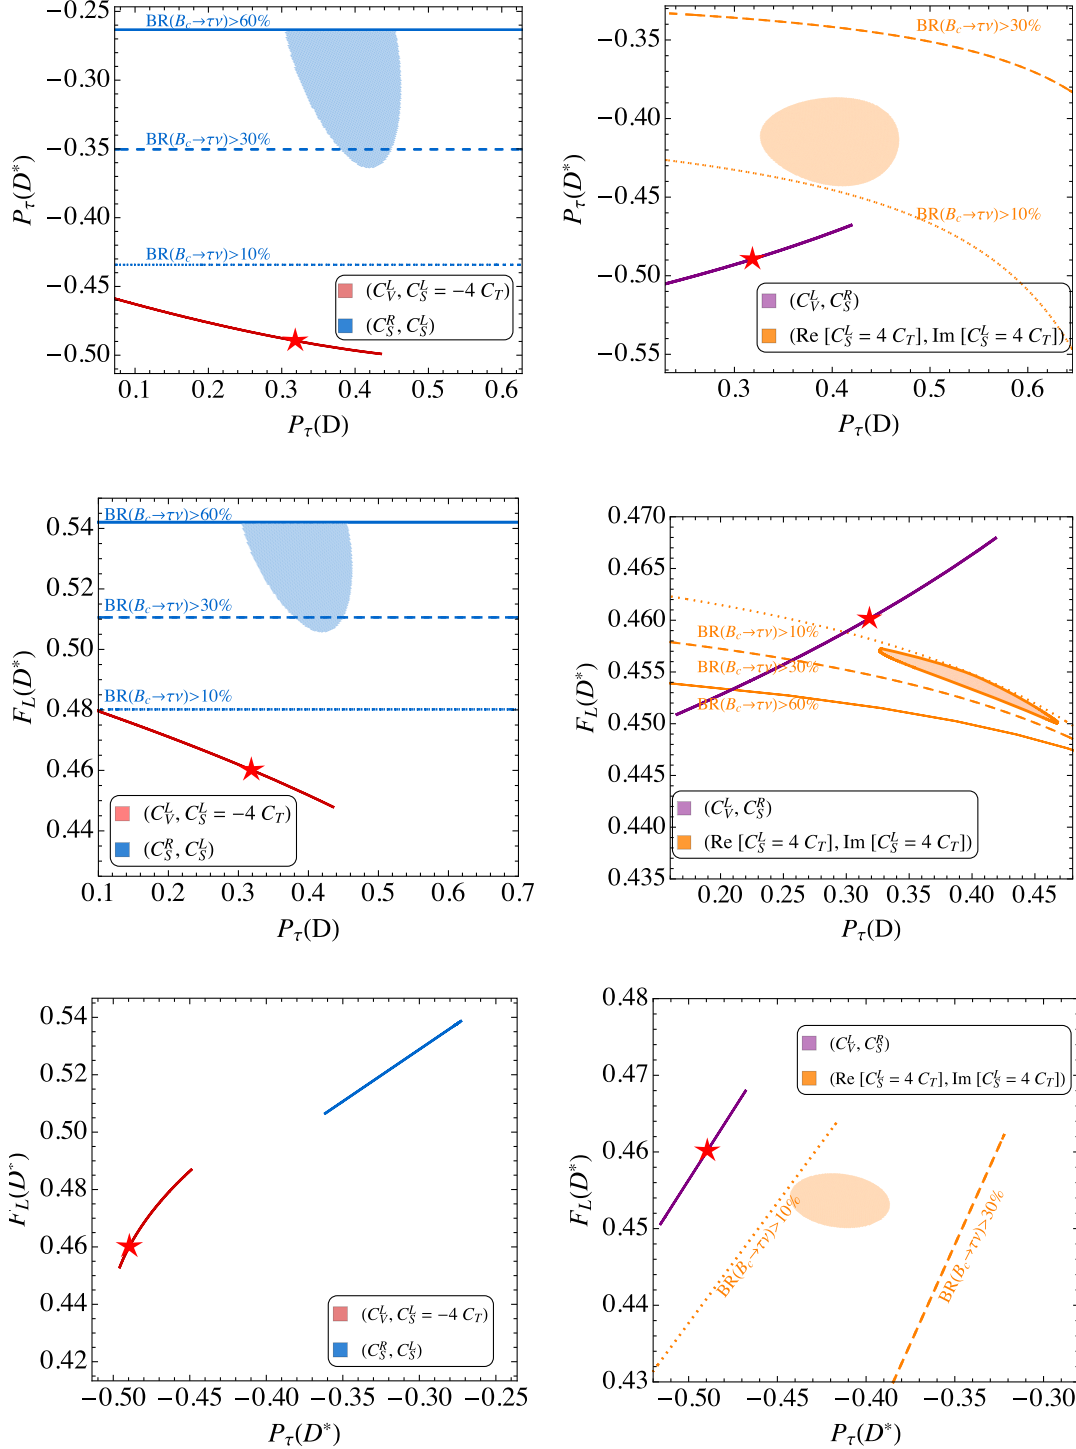 BR(B_c→τν)>60%
BR(B_c→τν)>30%
BR(B_c→τν)>10%
−0.25
−0.30
−0.35
−0.40
−0.45
−0.50
P_τ(D*)
(C_V^L, C_S^L = −4 C_T)
(C_S^R, C_S^L)
0.1 0.2 0.3 0.4 0.5 0.6
P_τ(D)
BR(B_c→τν)>30%
BR(B_c→τν)>10%
−0.35
−0.40
−0.45
−0.50
−0.55
P_τ(D*)
(C_V^L, C_S^R)
(Re [C_S^L = 4 C_T], Im [C_S^L = 4 C_T])
0.3 0.4 0.5 0.6
P_τ(D)
BR(B_c→τν)>60%
BR(B_c→τν)>30%
BR(B_c→τν)>10%
0.54
0.52
0.50
0.48
0.46
0.44
F_L(D*)
(C_V^L, C_S^L = −4 C_T)
(C_S^R, C_S^L)
0.1 0.2 0.3 0.4 0.5 0.6 0.7
P_τ(D)
0.470
0.465
0.460
0.455
0.450
0.445
0.440
0.435
F_L(D*)
BR(B_c→τν)>10%
BR(B_c→τν)>30%
BR(B_c→τν)>60%
(C_V^L, C_S^R)
(Re [C_S^L = 4 C_T], Im [C_S^L = 4 C_T])
0.20 0.25 0.30 0.35 0.40 0.45
P_τ(D)
0.54
0.52
0.50
0.48
0.46
0.44
0.42
F_L(D*)
(C_V^L, C_S^L = −4 C_T)
(C_S^R, C_S^L)
−0.50 −0.45 −0.40 −0.35 −0.30 −0.25
P_τ(D*)
0.48
0.47
0.46
0.45
0.44
0.43
F_L(D*)
(C_V^L, C_S^R)
(Re [C_S^L = 4 C_T], Im [C_S^L = 4 C_T])
BR(B_c→τν)>10%
BR(B_c→τν)>30%
−0.50 −0.45 −0.40 −0.35 −0.30
P_τ(D*)